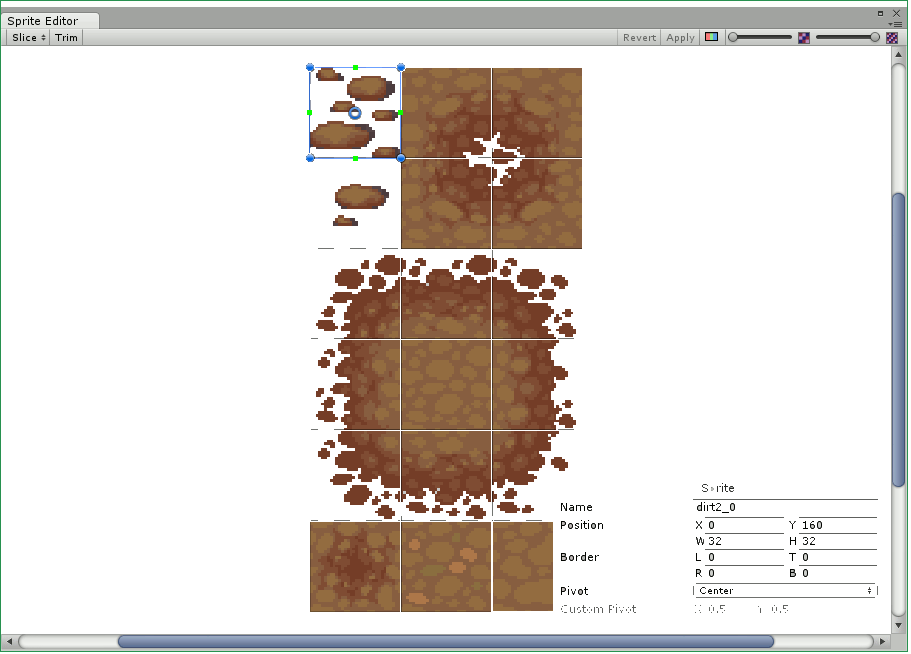 Sprite Editor
Slice Trim Revert Apply
Sprite
Name dirt2_0
Position X 0 Y 160
W 32 H 32
Border L 0 T 0
R 0 B 0
Pivot Center
Custom Pivot X 0.5 Y 0.5